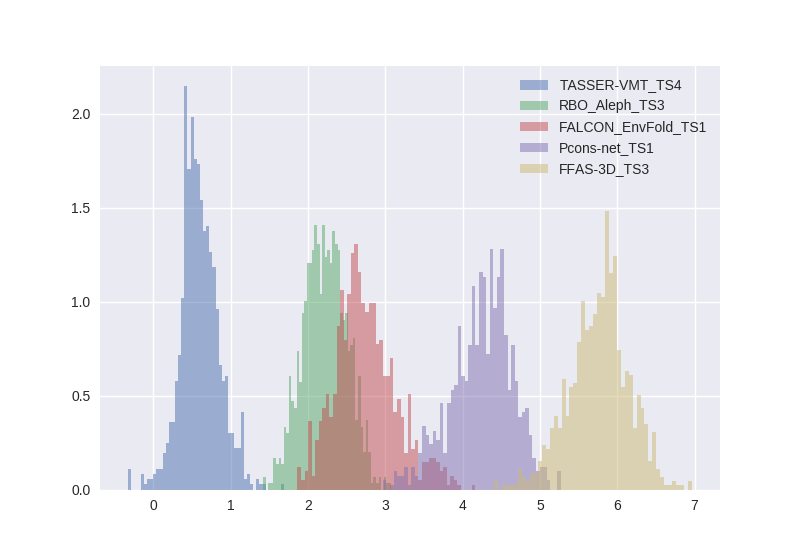 TASSER-VMT_TS4
RBO_Aleph_TS3
FALCON_EnvFold_TS1
Pcons-net_TS1
FFAS-3D_TS3
2.0
1.5
1.0
0.5
0.0
0 1 2 3 4 5 6 7